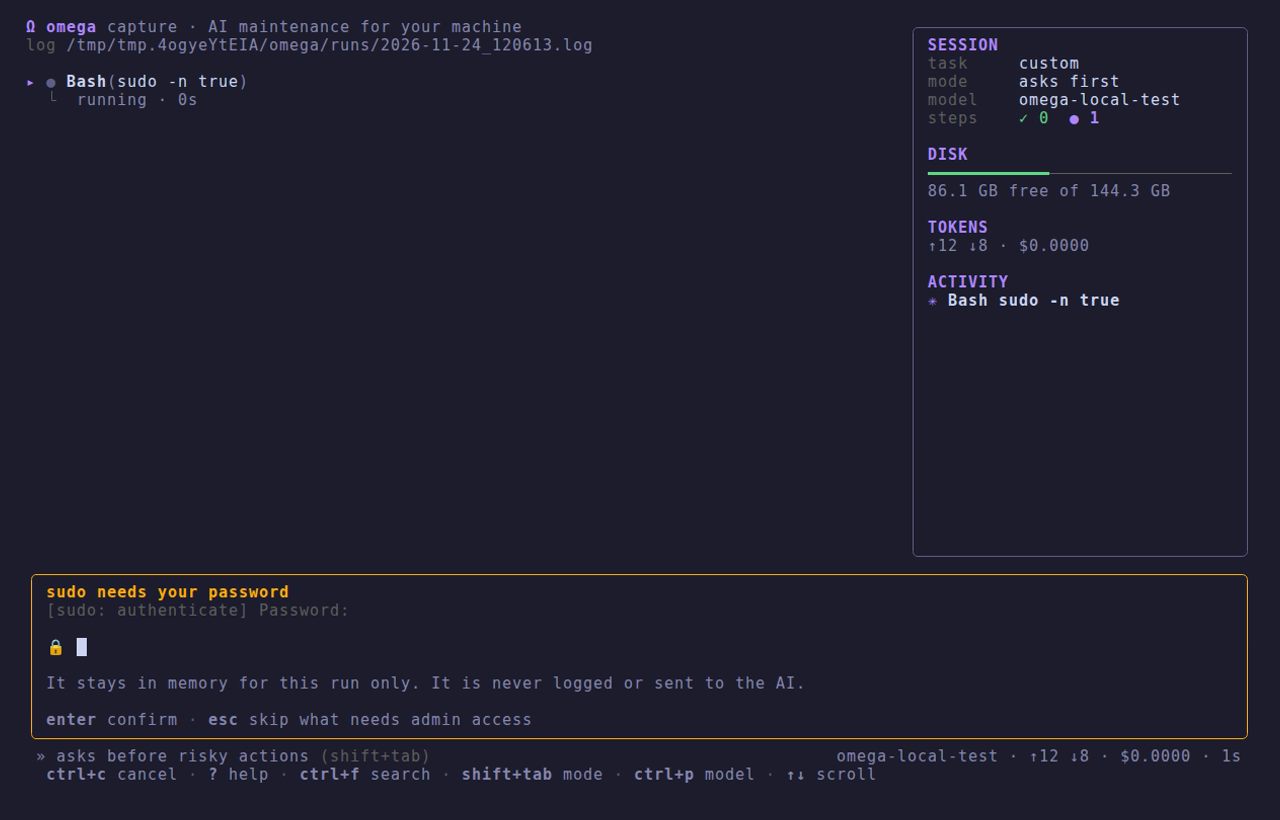 Ω omega capture · AI maintenance for your machine
log /tmp/tmp.4ogyeYtEIA/omega/runs/2026-11-24_120613.log
▸ ● Bash(sudo -n true)
└ running · 0s
SESSION
task custom
mode asks first
model omega-local-test
steps ✓ 0 ● 1
DISK
86.1 GB free of 144.3 GB
TOKENS
↑12 ↓8 · $0.0000
ACTIVITY
✳ Bash sudo -n true
sudo needs your password
[sudo: authenticate] Password:
🔒
It stays in memory for this run only. It is never logged or sent to the AI.
enter confirm · esc skip what needs admin access
» asks before risky actions (shift+tab) omega-local-test · ↑12 ↓8 · $0.0000 · 1s
ctrl+c cancel · ? help · ctrl+f search · shift+tab mode · ctrl+p model · ↑↓ scroll